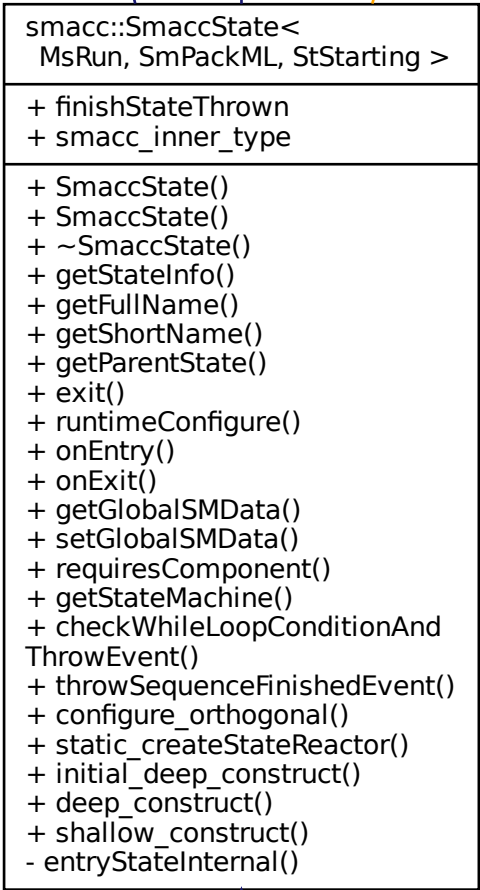 smacc::SmaccState<
MsRun, SmPackML, StStarting >
+ finishStateThrown
+ smacc_inner_type
+ SmaccState()
+ SmaccState()
+ ~SmaccState()
+ getStateInfo()
+ getFullName()
+ getShortName()
+ getParentState()
+ exit()
+ runtimeConfigure()
+ onEntry()
+ onExit()
+ getGlobalSMData()
+ setGlobalSMData()
+ requiresComponent()
+ getStateMachine()
+ checkWhileLoopConditionAnd
ThrowEvent()
+ throwSequenceFinishedEvent()
+ configure_orthogonal()
+ static_createStateReactor()
+ initial_deep_construct()
+ deep_construct()
+ shallow_construct()
- entryStateInternal()